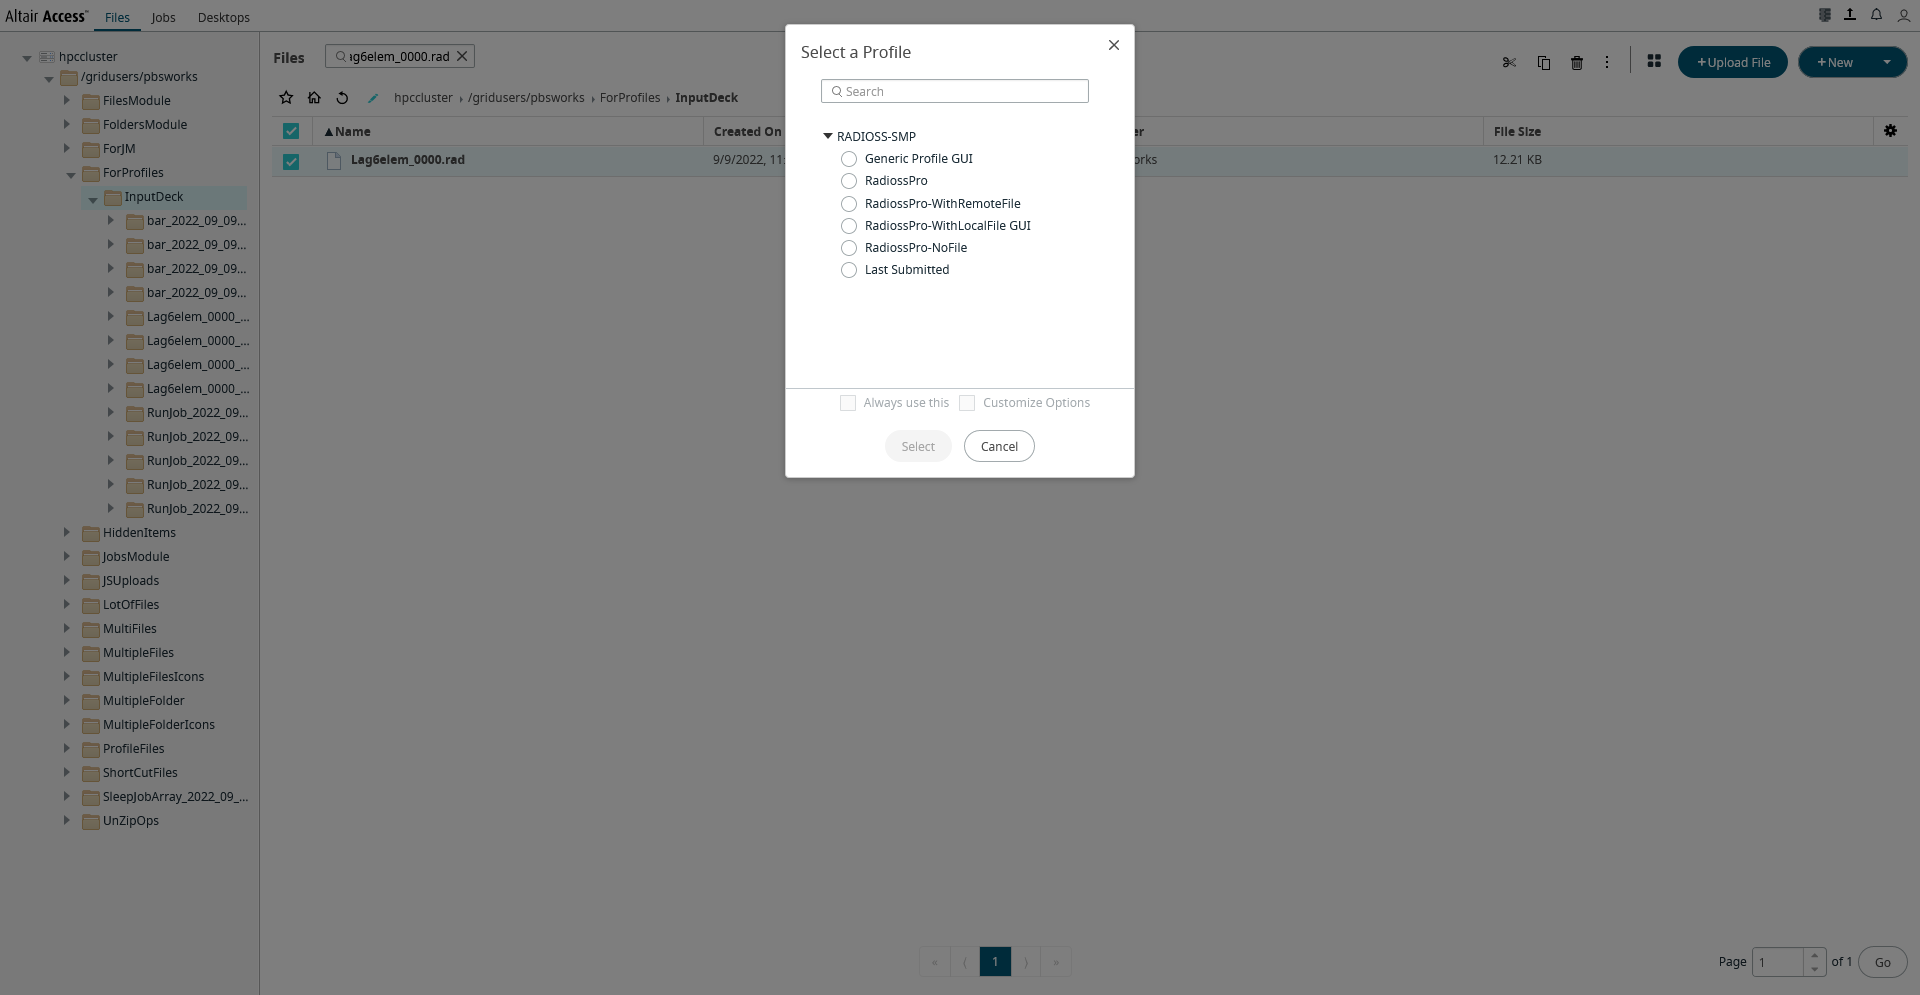 Altair Access™ Files Jobs Desktops
hpccluster
/gridusers/pbsworks
FilesModule
FoldersModule
ForJM
ForProfiles
InputDeck
bar_2022_09_09...
bar_2022_09_09...
bar_2022_09_09...
bar_2022_09_09...
Lag6elem_0000_...
Lag6elem_0000_...
Lag6elem_0000_...
Lag6elem_0000_...
RunJob_2022_09...
RunJob_2022_09...
RunJob_2022_09...
RunJob_2022_09...
RunJob_2022_09...
HiddenItems
JobsModule
JSUploads
LotOfFiles
MultiFiles
MultipleFiles
MultipleFilesIcons
MultipleFolder
MultipleFolderIcons
ProfileFiles
ShortCutFiles
SleepJobArray_2022_09_...
UnZipOps
Files ag6elem_0000.rad
+Upload File +New
hpccluster › /gridusers/pbsworks › ForProfiles › InputDeck
▲Name Created On er File Size
Lag6elem_0000.rad 9/9/2022, 11: orks 12.21 KB
Select a Profile
Search
RADIOSS-SMP
Generic Profile GUI
RadiossPro
RadiossPro-WithRemoteFile
RadiossPro-WithLocalFile GUI
RadiossPro-NoFile
Last Submitted
Always use this Customize Options
Select Cancel
« ⟨ 1 ⟩ »
Page 1 of 1 Go